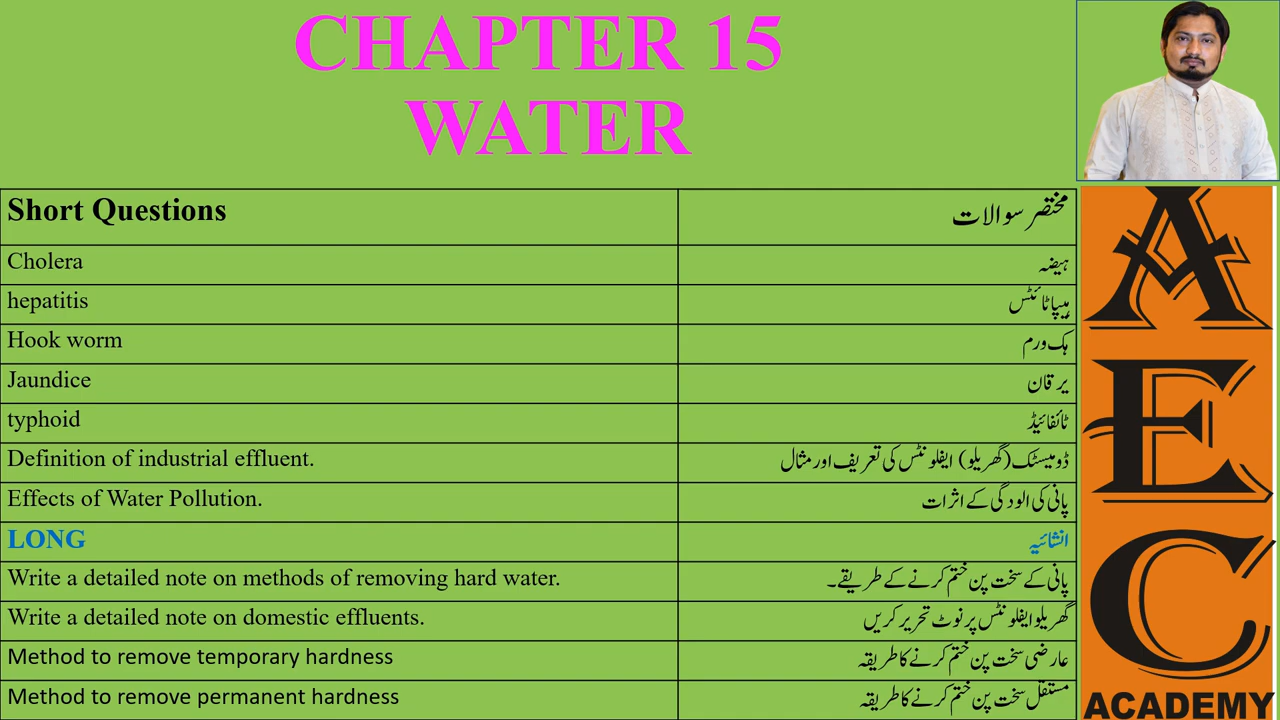 CHAPTER 15
WATER
Short Questions
مختصر سوالات
Cholera
ہیضہ
hepatitis
ہیپاٹائٹس
Hook worm
ہک ورم
Jaundice
یرقان
typhoid
ٹائفائیڈ
Definition of industrial effluent.
ڈومیسٹک(گھریلو) ایفلونٹس کی تعریف اور مثال
Effects of Water Pollution.
پانی کی الودگی کے اثرات
LONG
انشائیہ
Write a detailed note on methods of removing hard water.
پانی کے سخت پن ختم کرنے کے طریقے۔
Write a detailed note on domestic effluents.
گھریلو ایفلونٹس پر نوٹ تحریر کریں
Method to remove temporary hardness
عارضی سخت پن ختم کرنے کا طریقہ
Method to remove permanent hardness
مستقل سخت پن ختم کرنے کا طریقہ
A
E
C
ACADEMY